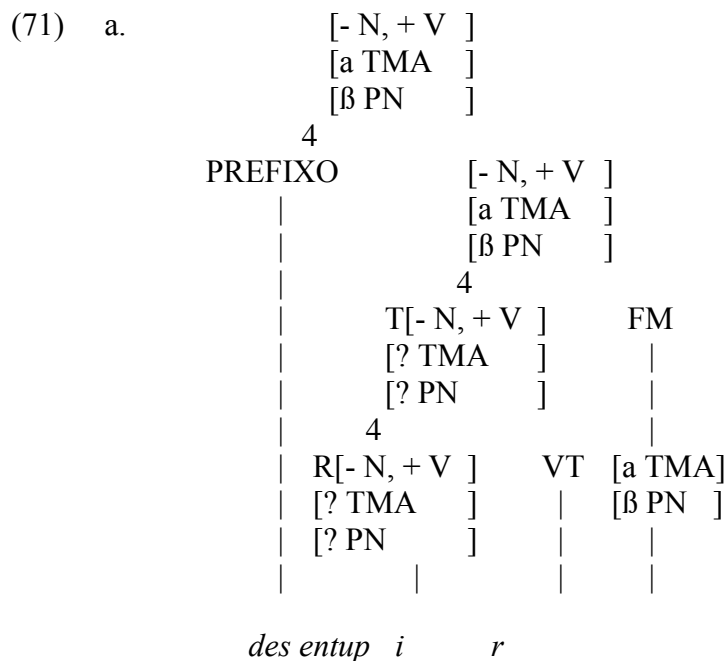 (71) a. [- N, + V ]
[a TMA ]
[ß PN ]
4
PREFIXO [- N, + V ]
| [a TMA ]
| [ß PN ]
| 4
| T[- N, + V ] FM
| [? TMA ] |
| [? PN ] |
| 4 |
| R[- N, + V ] VT [a TMA]
| [? TMA ] | [ß PN ]
| [? PN ] | |
| | | |
des entup i r